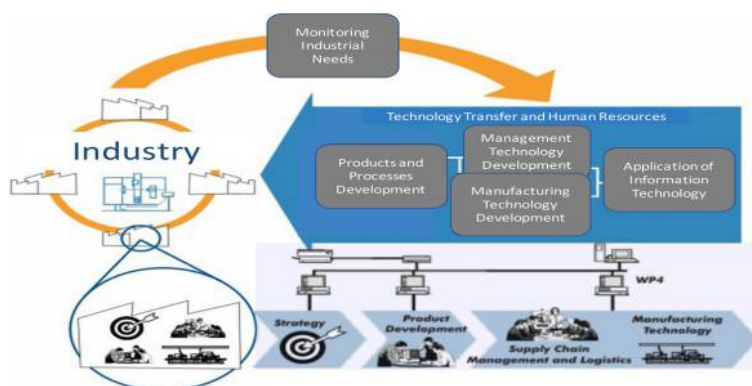 Monitoring
Industrial
Needs
Technology Transfer and Human Resources
Industry
Products and
Processes
Development
Management
Technology
Development
Manufacturing
Technology
Development
Application of
Information
Technology
WP4
Strategy
Product
Development
Supply Chain
Management and Logistics
Manufacturing
Technology